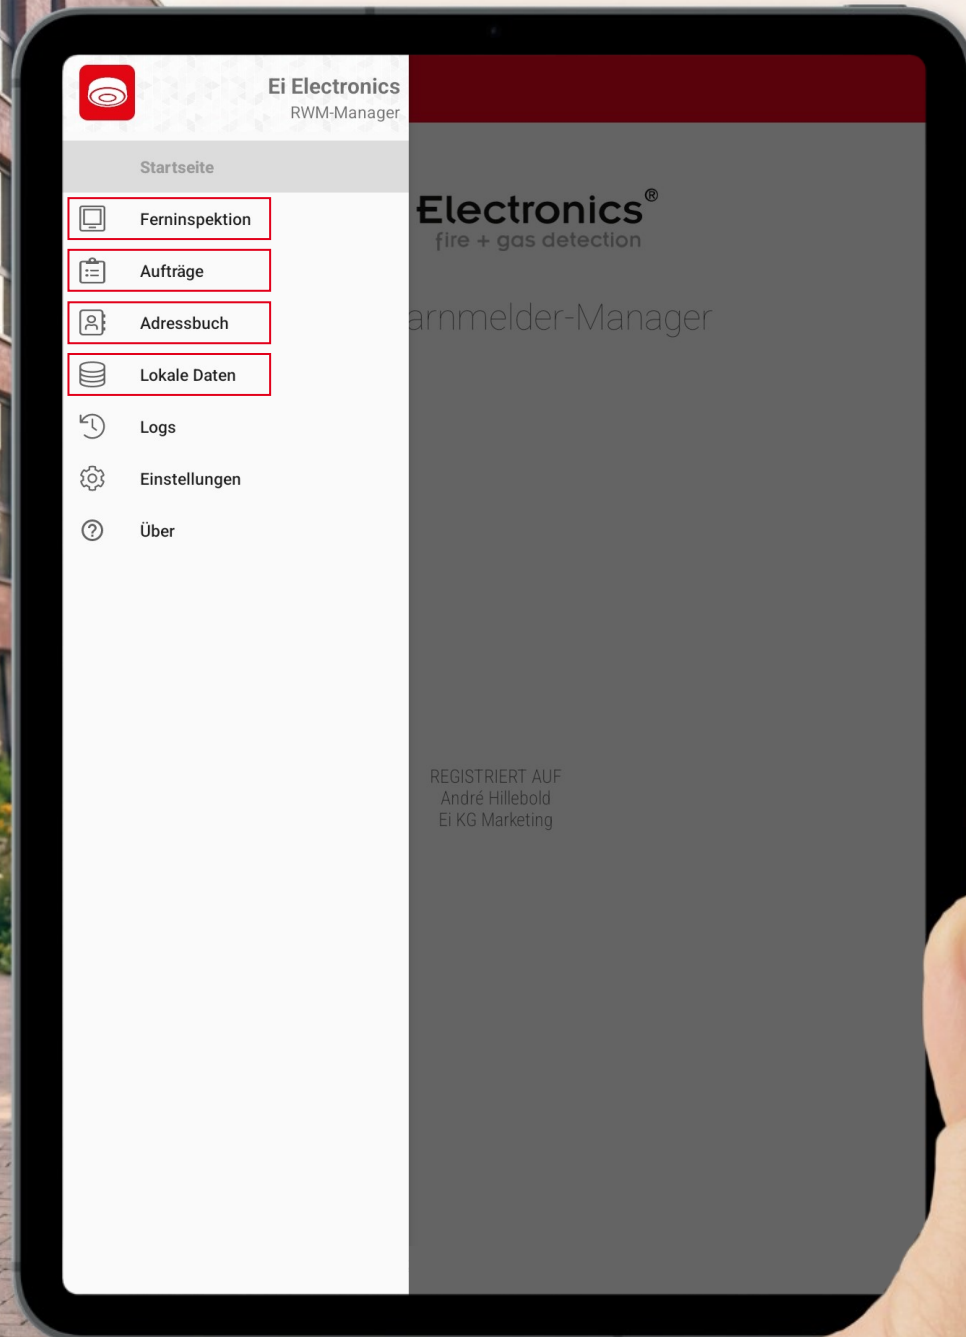 Ei Electronics
RWM-Manager
Startseite
Ferninspektion
Aufträge
Adressbuch
Lokale Daten
Logs
Einstellungen
Über
Electronics®
fire + gas detection
arnmelder-Manager
REGISTRIERT AUF
André Hillebold
Ei KG Marketing